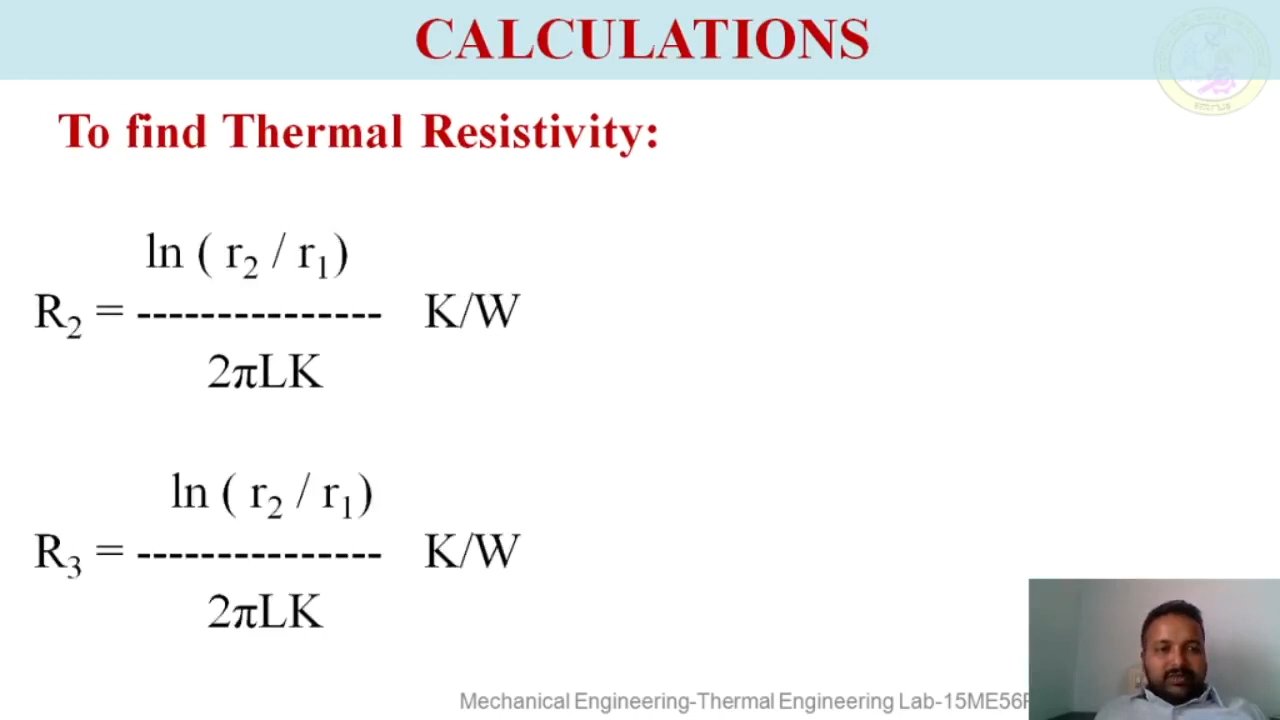 CALCULATIONS
To find Thermal Resistivity:
ln ( r₂ / r₁)
R₂ = --------------- K/W
2πLK
ln ( r₂ / r₁)
R₃ = --------------- K/W
2πLK
Mechanical Engineering-Thermal Engineering Lab-15ME56P